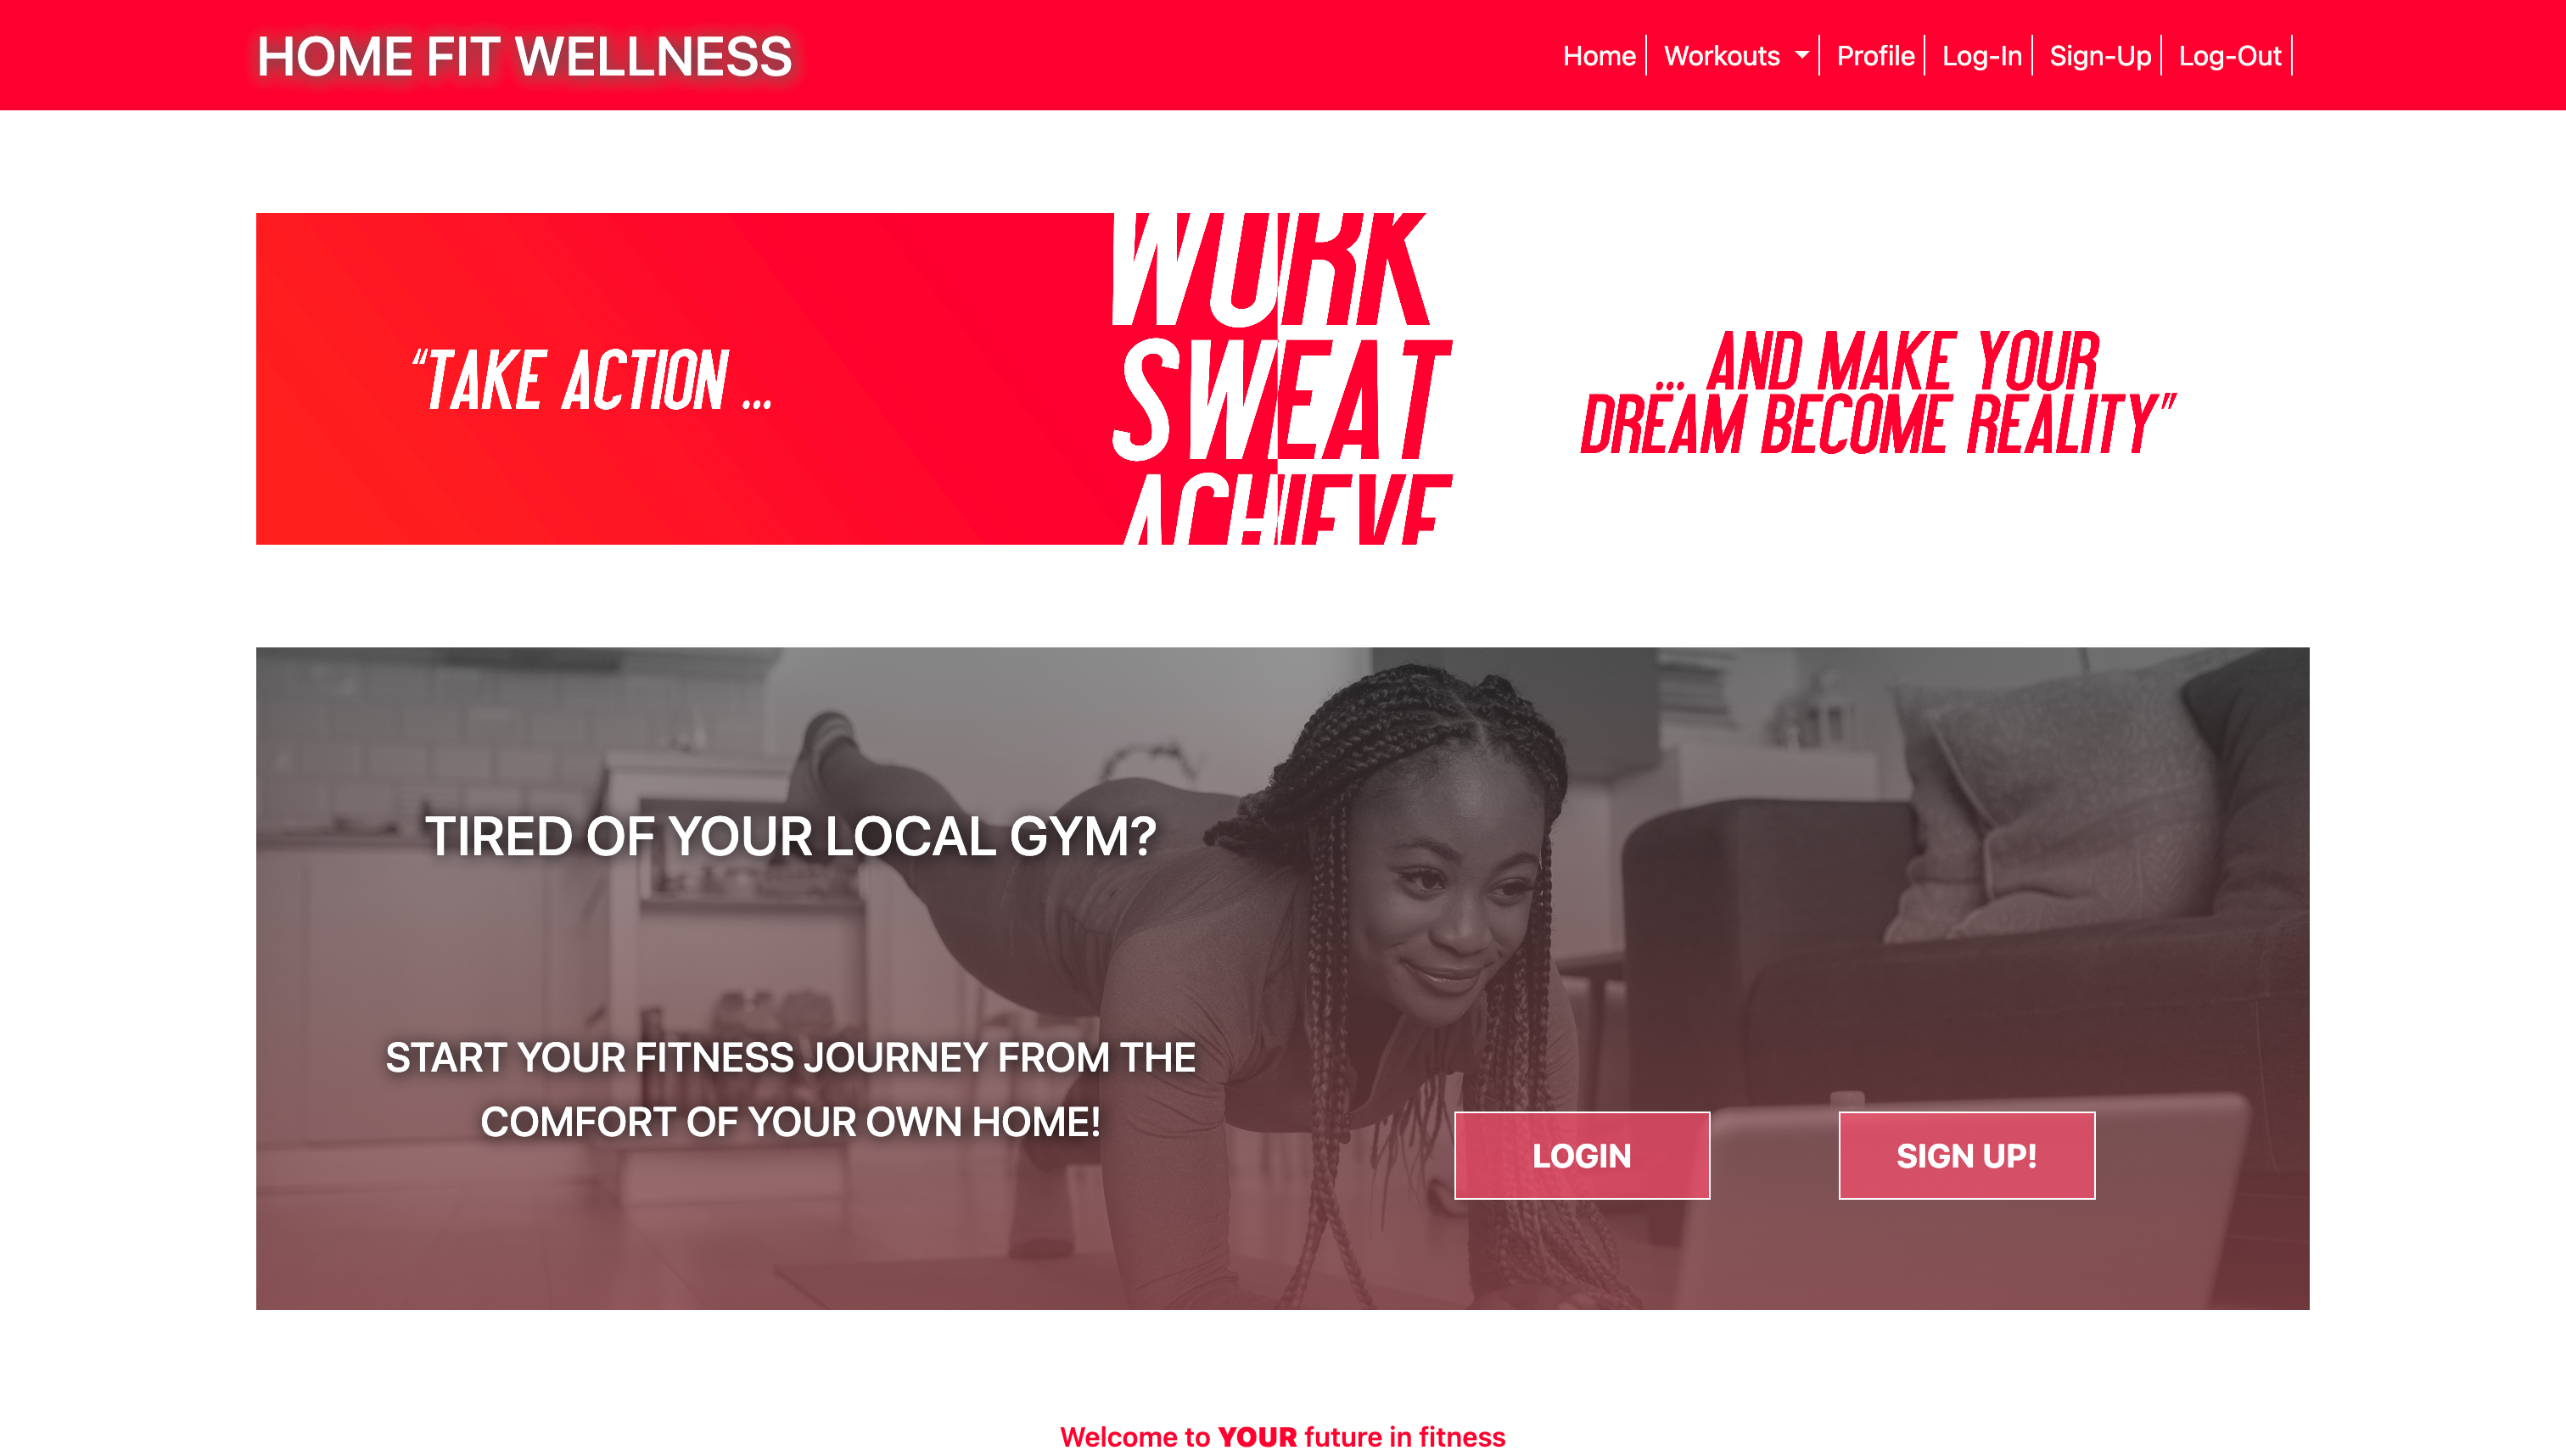 HOME FIT WELLNESS
Home
Workouts
Profile
Log-In
Sign-Up
Log-Out
“TAKE ACTION ...
WORK
SWEAT
ACHIEVE
... AND MAKE YOUR
DREAM BECOME REALITY”
TIRED OF YOUR LOCAL GYM?
START YOUR FITNESS JOURNEY FROM THE
COMFORT OF YOUR OWN HOME!
LOGIN
SIGN UP!
Welcome to YOUR future in fitness